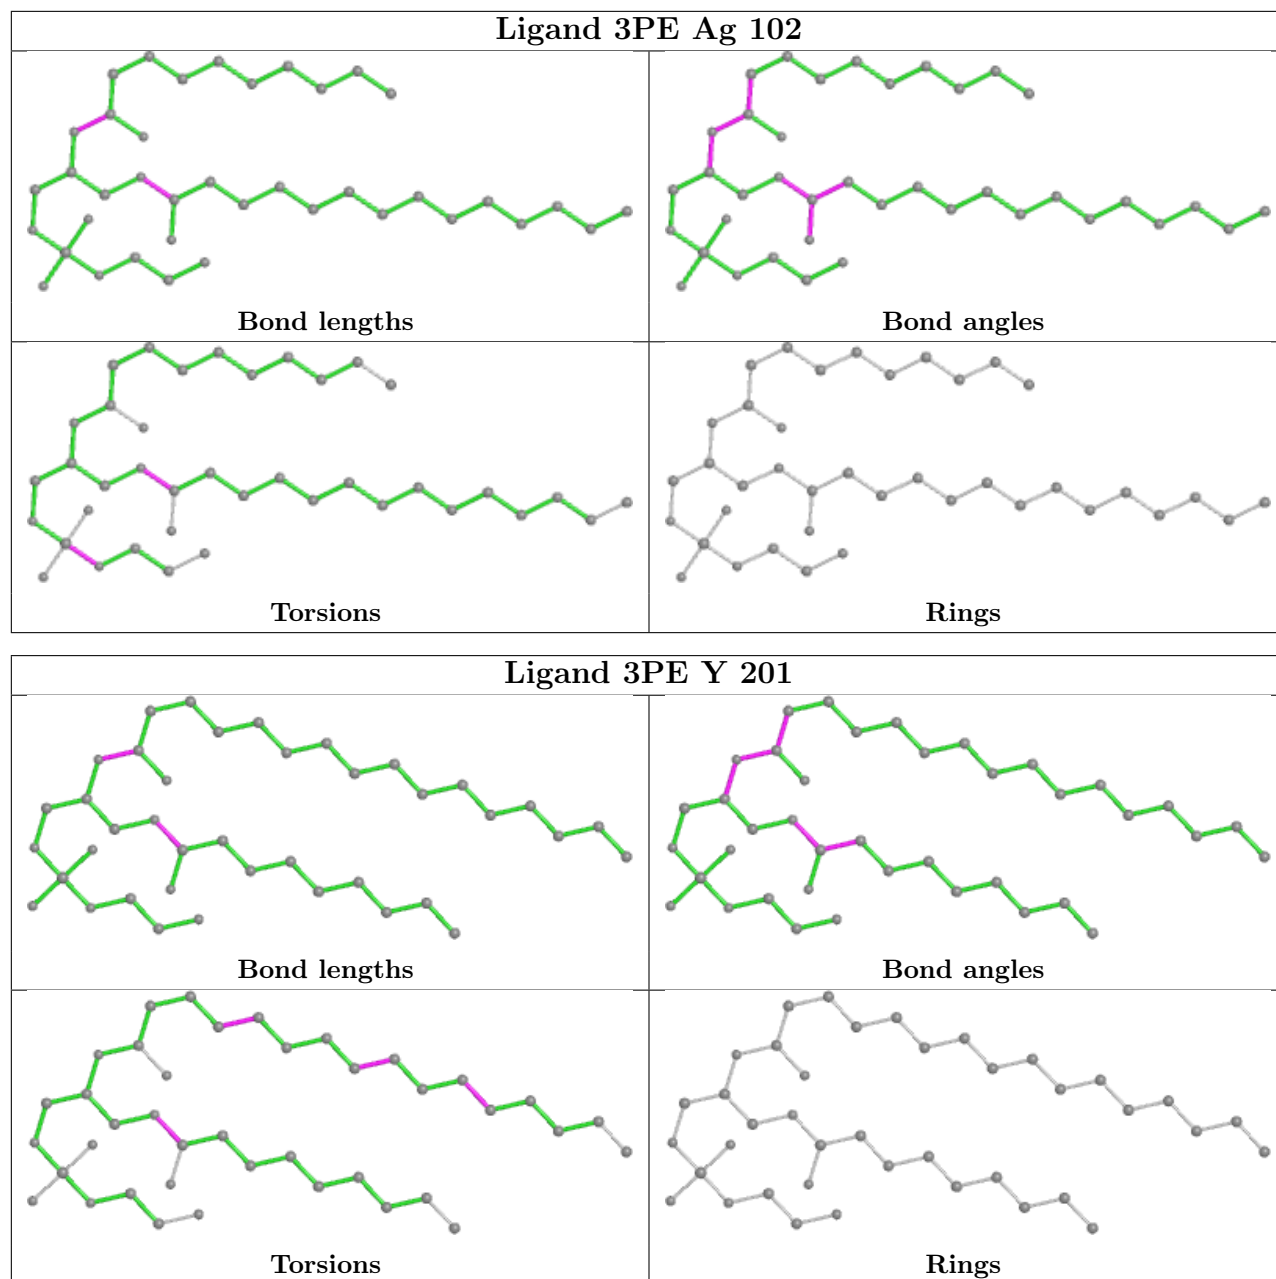 Ligand 3PE Ag 102
Bond lengths
Bond angles
Torsions
Rings
Ligand 3PE Y 201
Bond lengths
Bond angles
Torsions
Rings